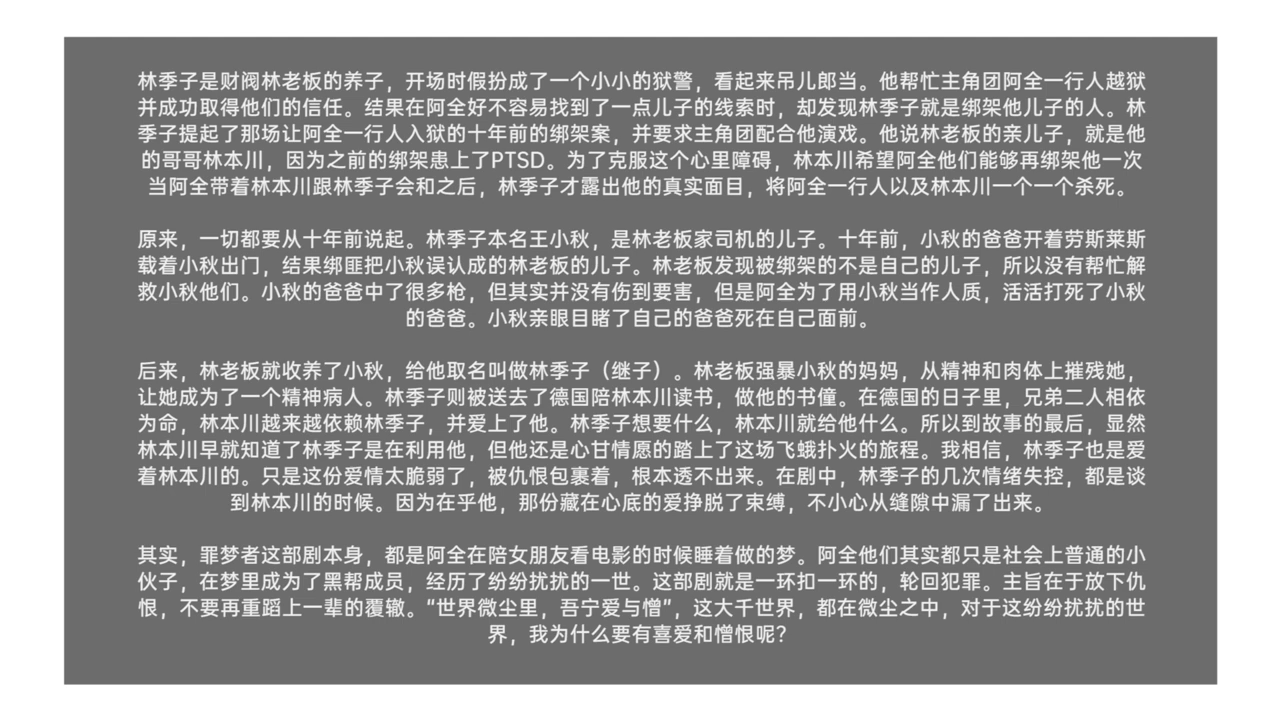 林季子是财阀林老板的养子，开场时假扮成了一个小小的狱警，看起来吊儿郎当。他帮忙主角团阿全一行人越狱
并成功取得他们的信任。结果在阿全好不容易找到了一点儿子的线索时，却发现林季子就是绑架他儿子的人。林
季子提起了那场让阿全一行人入狱的十年前的绑架案，并要求主角团配合他演戏。他说林老板的亲儿子，就是他
的哥哥林本川，因为之前的绑架患上了PTSD。为了克服这个心里障碍，林本川希望阿全他们能够再绑架他一次
当阿全带着林本川跟林季子会和之后，林季子才露出他的真实面目，将阿全一行人以及林本川一个一个杀死。
原来，一切都要从十年前说起。林季子本名王小秋，是林老板家司机的儿子。十年前，小秋的爸爸开着劳斯莱斯
载着小秋出门，结果绑匪把小秋误认成的林老板的儿子。林老板发现被绑架的不是自己的儿子，所以没有帮忙解
救小秋他们。小秋的爸爸中了很多枪，但其实并没有伤到要害，但是阿全为了用小秋当作人质，活活打死了小秋
的爸爸。小秋亲眼目睹了自己的爸爸死在自己面前。
后来，林老板就收养了小秋，给他取名叫做林季子（继子）。林老板强暴小秋的妈妈，从精神和肉体上摧残她，
让她成为了一个精神病人。林季子则被送去了德国陪林本川读书，做他的书僮。在德国的日子里，兄弟二人相依
为命，林本川越来越依赖林季子，并爱上了他。林季子想要什么，林本川就给他什么。所以到故事的最后，显然
林本川早就知道了林季子是在利用他，但他还是心甘情愿的踏上了这场飞蛾扑火的旅程。我相信，林季子也是爱
着林本川的。只是这份爱情太脆弱了，被仇恨包裹着，根本透不出来。在剧中，林季子的几次情绪失控，都是谈
到林本川的时候。因为在乎他，那份藏在心底的爱挣脱了束缚，不小心从缝隙中漏了出来。
其实，罪梦者这部剧本身，都是阿全在陪女朋友看电影的时候睡着做的梦。阿全他们其实都只是社会上普通的小
伙子，在梦里成为了黑帮成员，经历了纷纷扰扰的一世。这部剧就是一环扣一环的，轮回犯罪。主旨在于放下仇
恨，不要再重蹈上一辈的覆辙。“世界微尘里，吾宁爱与憎”，这大千世界，都在微尘之中，对于这纷纷扰扰的世
界，我为什么要有喜爱和憎恨呢？